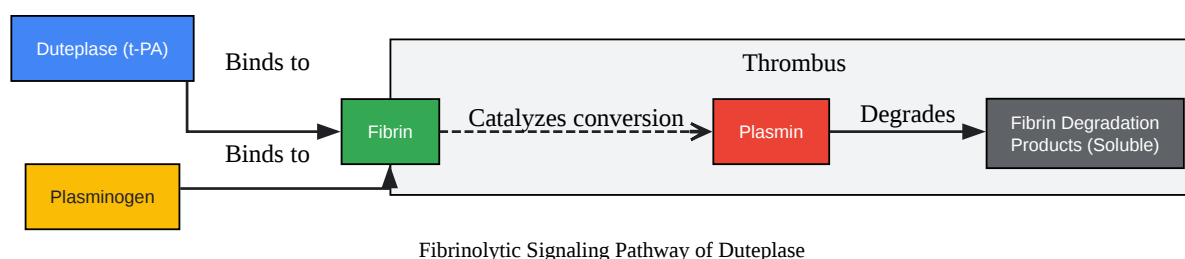 Duteplase (t-PA)
Binds to
Thrombus
Fibrin
Catalyzes conversion
Plasmin
Degrades
Fibrin Degradation
Products (Soluble)
Binds to
Plasminogen
Fibrinolytic Signaling Pathway of Duteplase